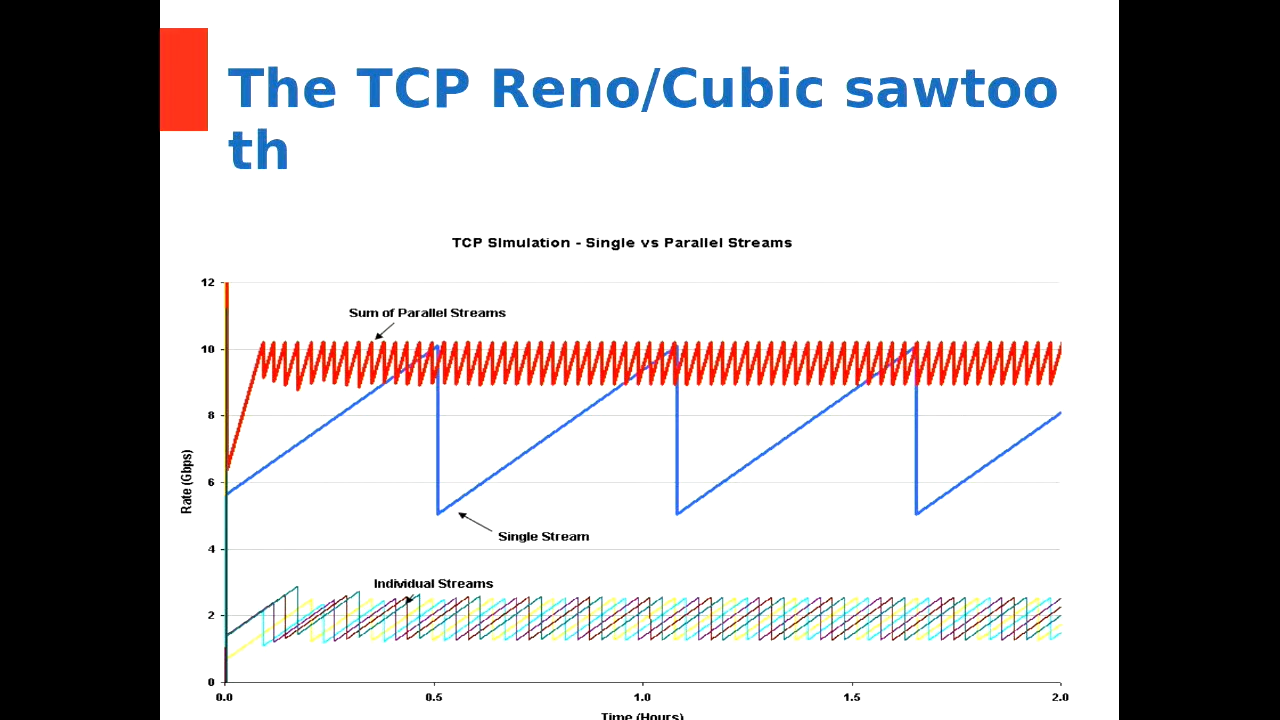 The TCP Reno/Cubic sawtoo
th
TCP SImulation - Single vs Parallel Streams
12
Sum of Parallel Streams
10
8
6
Rate (Gbps)
Single Stream
4
Individual Streams
2
0
0.0 0.5 1.0 1.5 2.0
Time (Hours)